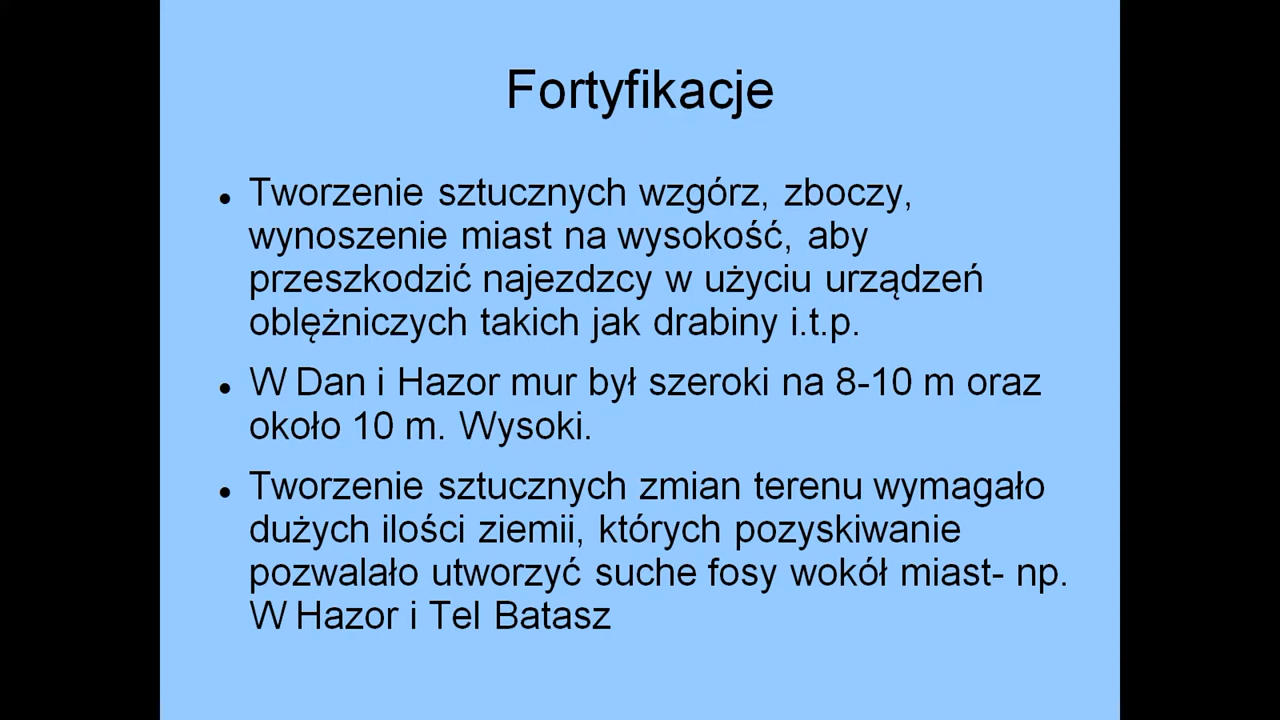 Fortyfikacje
Tworzenie sztucznych wzgórz, zboczy,
wynoszenie miast na wysokość, aby
przeszkodzić najezdzcy w użyciu urządzeń
oblężniczych takich jak drabiny i.t.p.
W Dan i Hazor mur był szeroki na 8-10 m oraz
około 10 m. Wysoki.
Tworzenie sztucznych zmian terenu wymagało
dużych ilości ziemii, których pozyskiwanie
pozwalało utworzyć suche fosy wokół miast- np.
W Hazor i Tel Batasz